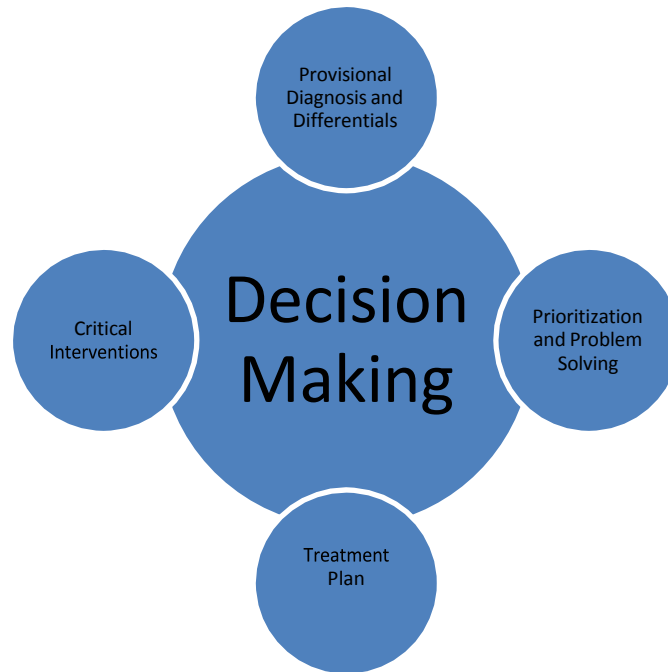 Provisional
Diagnosis and
Differentials
Decision
Making
Critical
Interventions
Prioritization
and Problem
Solving
Treatment
Plan